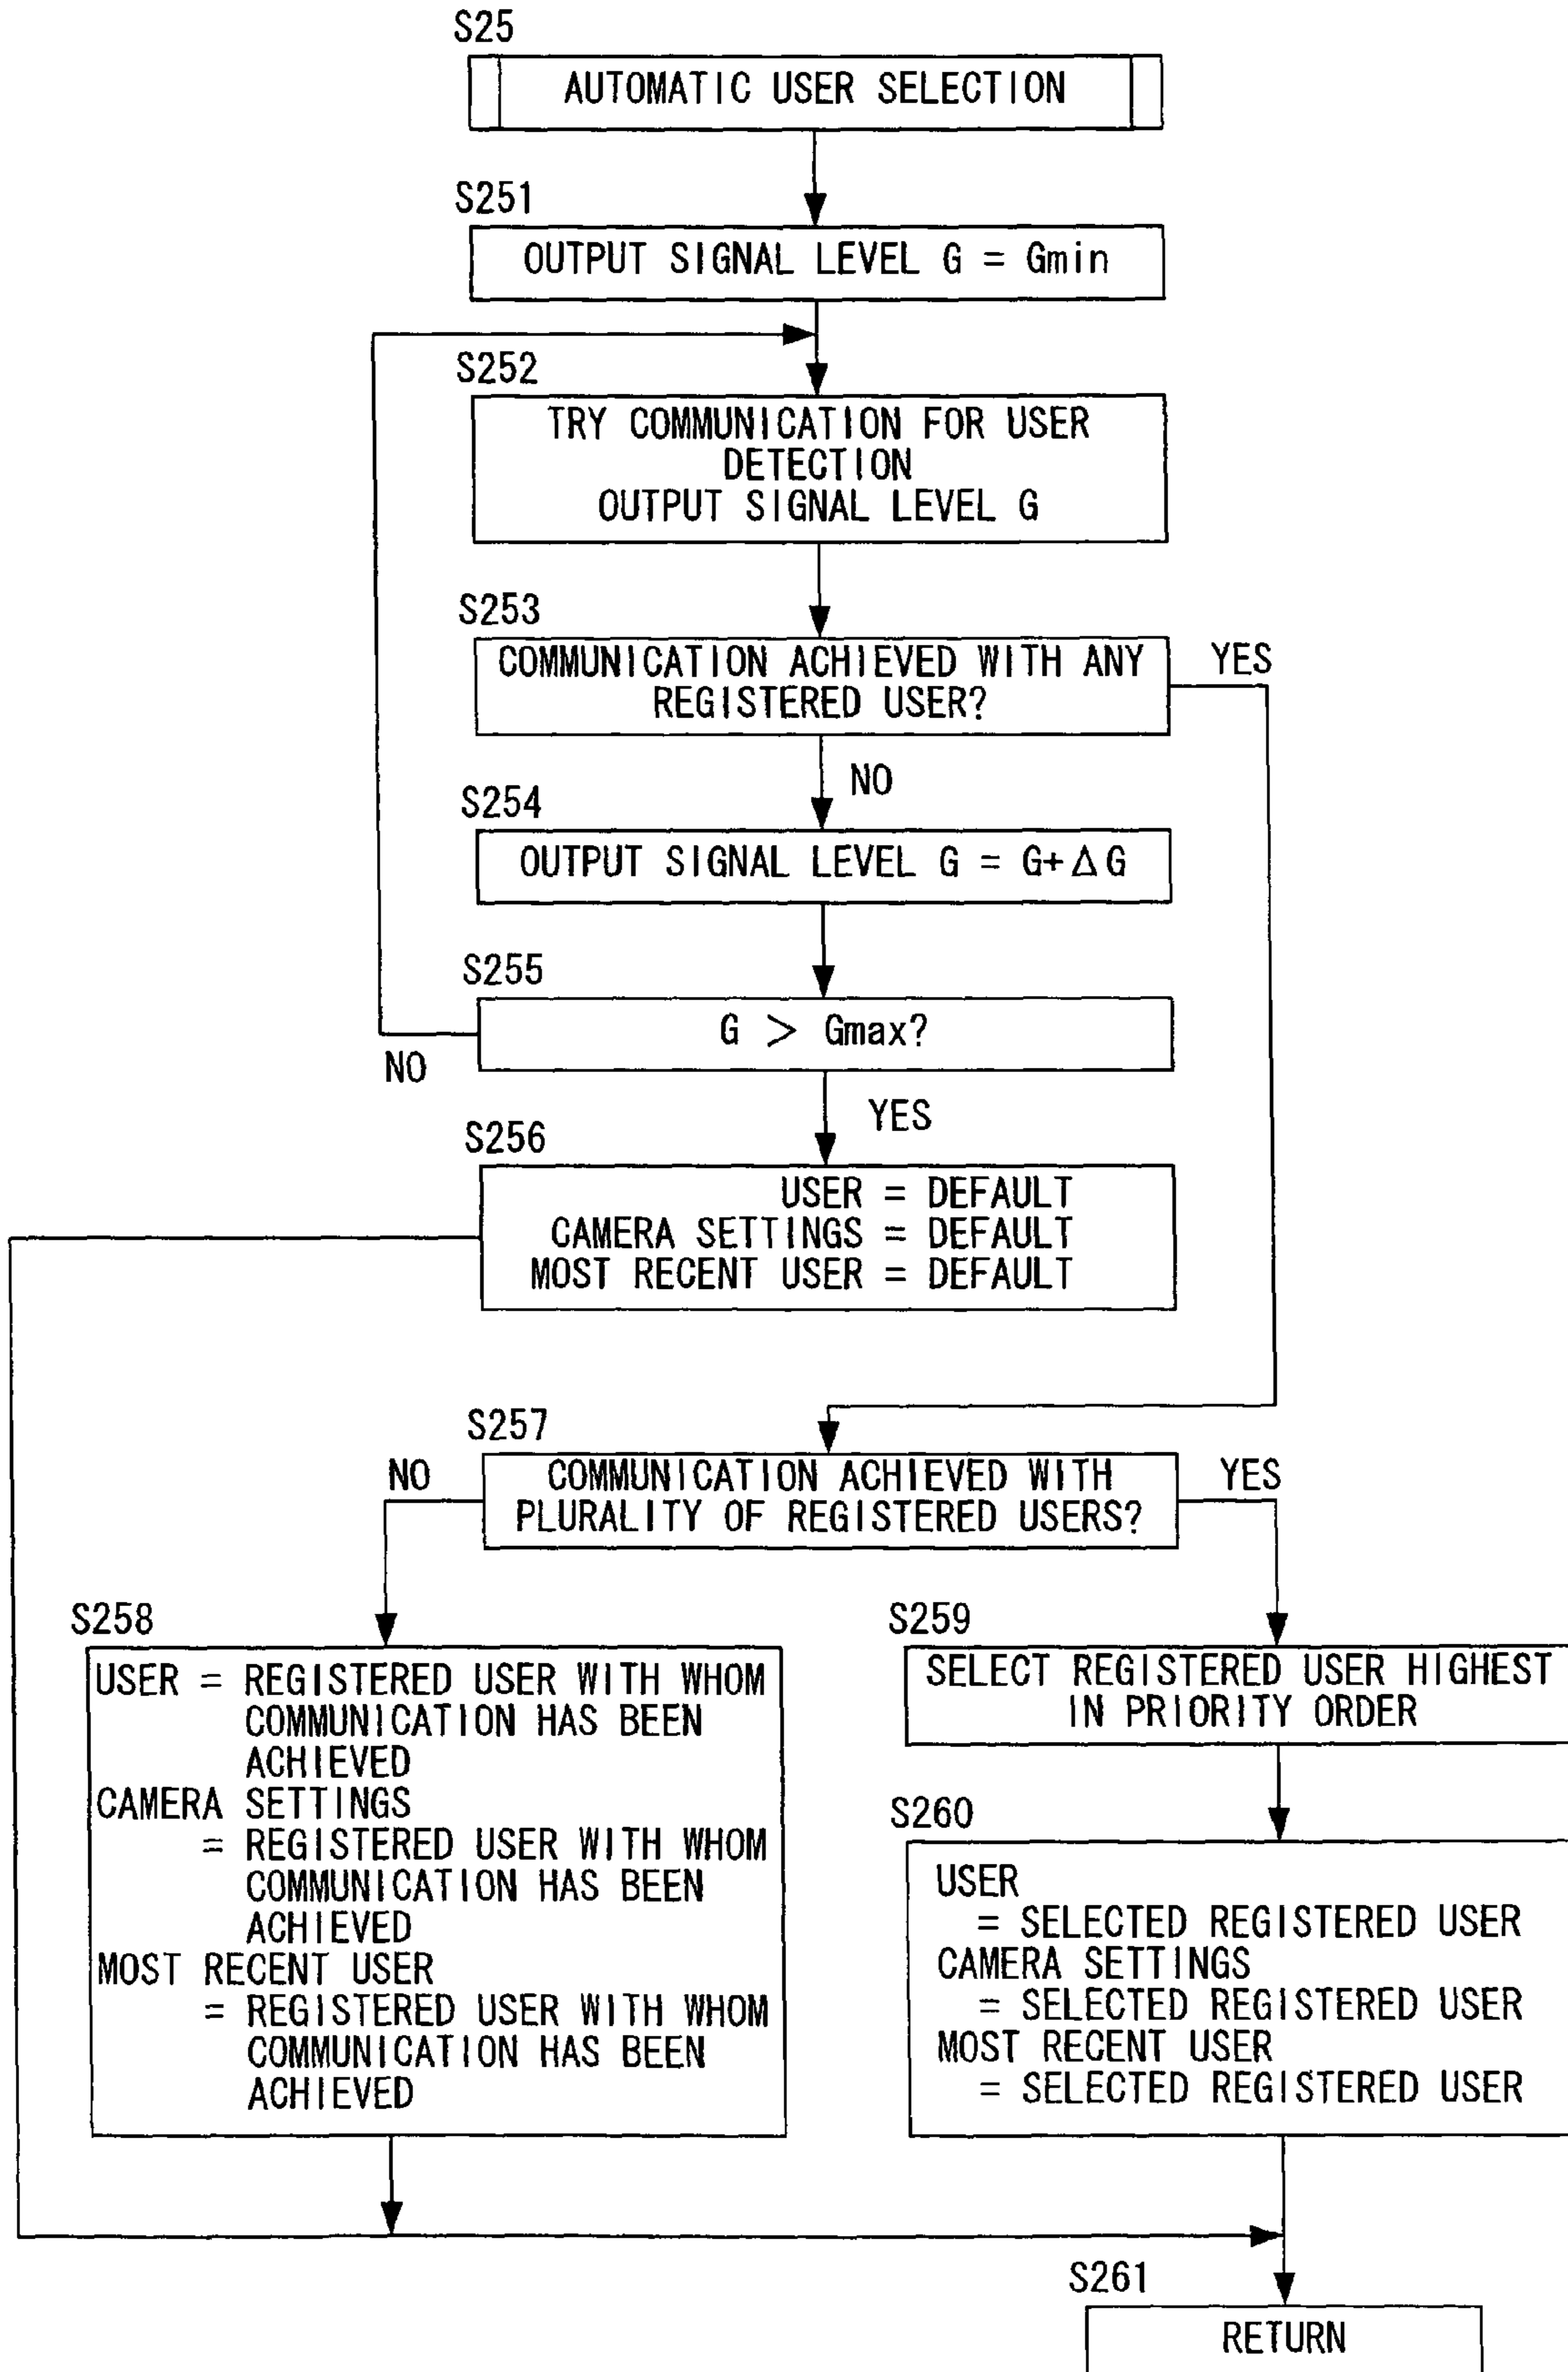 S25
AUTOMATIC USER SELECTION
S251
OUTPUT SIGNAL LEVEL G = Gmin
S252
TRY COMMUNICATION FOR USER
DETECTION
OUTPUT SIGNAL LEVEL G
S253
COMMUNICATION ACHIEVED WITH ANY
REGISTERED USER?
YES
NO
S254
OUTPUT SIGNAL LEVEL G = G+ΔG
S255
G > Gmax?
NO
YES
S256
USER = DEFAULT
CAMERA SETTINGS = DEFAULT
MOST RECENT USER = DEFAULT
S257
NO
COMMUNICATION ACHIEVED WITH
PLURALITY OF REGISTERED USERS?
YES
S258
USER = REGISTERED USER WITH WHOM
COMMUNICATION HAS BEEN
ACHIEVED
CAMERA SETTINGS
= REGISTERED USER WITH WHOM
COMMUNICATION HAS BEEN
ACHIEVED
MOST RECENT USER
= REGISTERED USER WITH WHOM
COMMUNICATION HAS BEEN
ACHIEVED
S259
SELECT REGISTERED USER HIGHEST
IN PRIORITY ORDER
S260
USER
= SELECTED REGISTERED USER
CAMERA SETTINGS
= SELECTED REGISTERED USER
MOST RECENT USER
= SELECTED REGISTERED USER
S261
RETURN